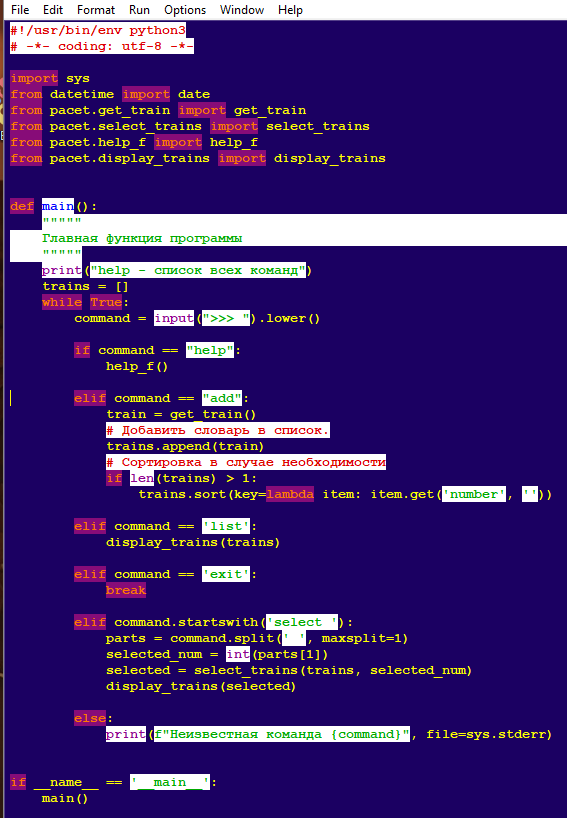 File Edit Format Run Options Window Help
#!/usr/bin/env python3
# -*- coding: utf-8 -*-
import sys
from datetime import date
from pacet.get_train import get_train
from pacet.select_trains import select_trains
from pacet.help_f import help_f
from pacet.display_trains import display_trains
def main():
    """""
    Главная функция программы
    """""
    print("help - список всех команд")
    trains = []
    while True:
        command = input(">>> ").lower()
        if command == "help":
            help_f()
        elif command == "add":
            train = get_train()
            # Добавить словарь в список.
            trains.append(train)
            # Сортировка в случае необходимости
            if len(trains) > 1:
                trains.sort(key=lambda item: item.get('number', ''))
        elif command == 'list':
            display_trains(trains)
        elif command == 'exit':
            break
        elif command.startswith('select '):
            parts = command.split(' ', maxsplit=1)
            selected_num = int(parts[1])
            selected = select_trains(trains, selected_num)
            display_trains(selected)
        else:
            print(f"Неизвестная команда {command}", file=sys.stderr)
if __name__ == '__main__':
    main()